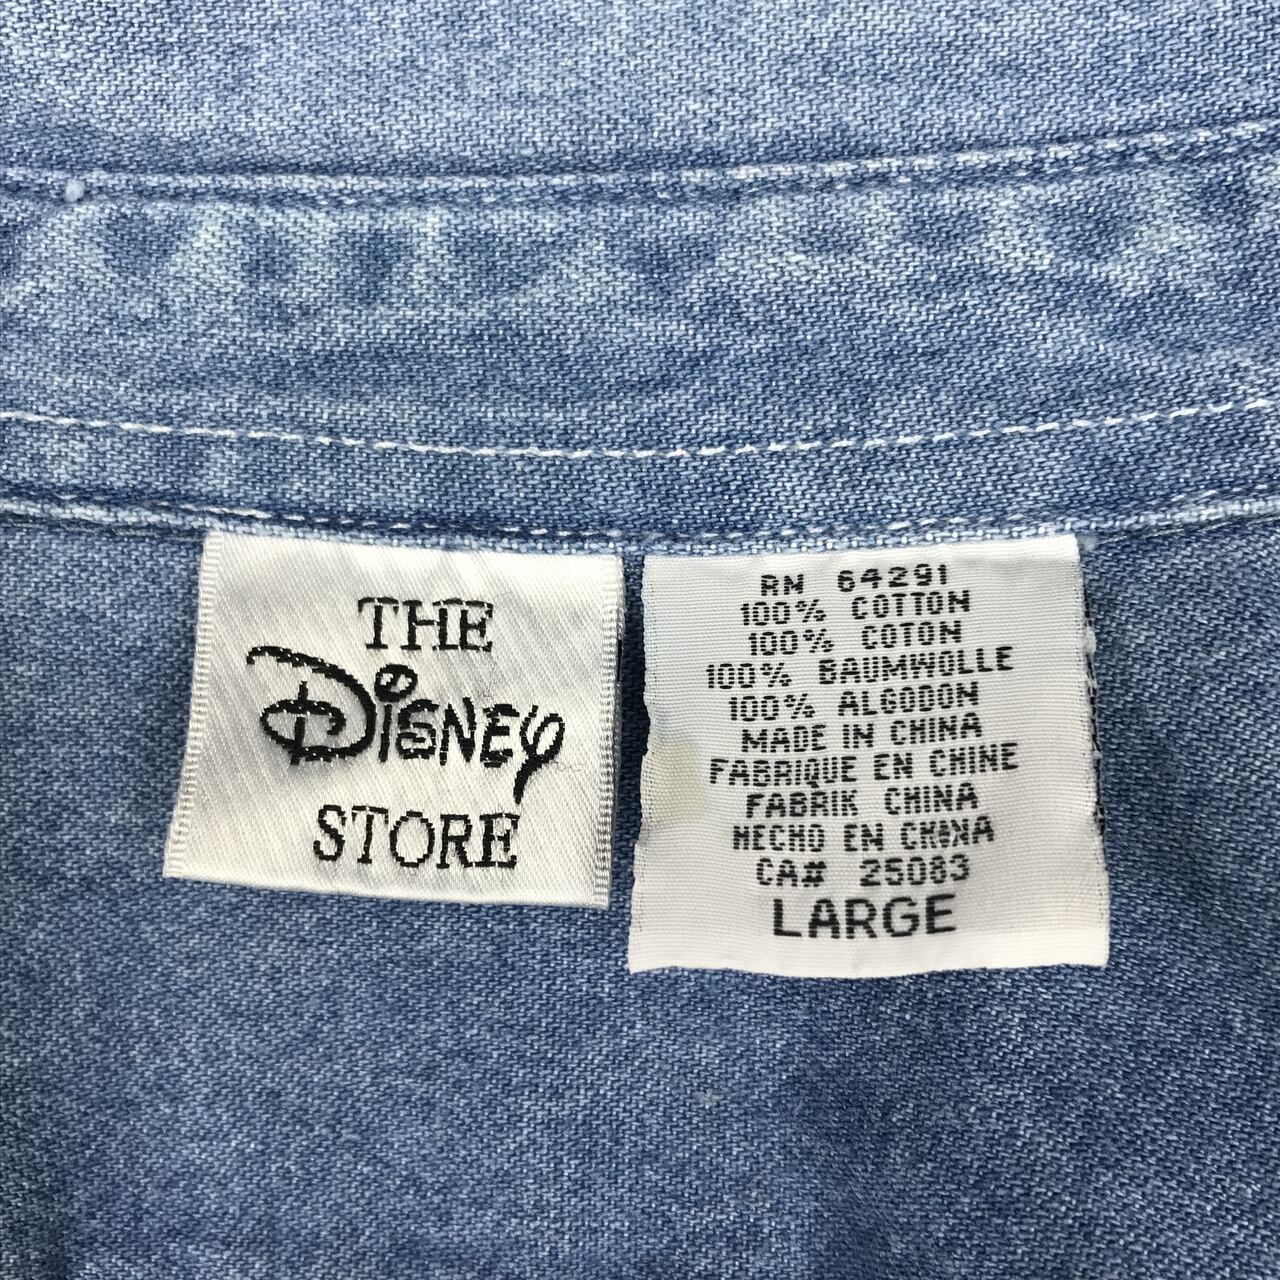 THE
DISNEY
STORE
RN 64291
100% COTTON
100% COTON
100% BAUMWOLLE
100% ALGODON
MADE IN CHINA
FABRIQUE EN CHINE
FABRIK CHINA
HECHO EN CHINA
CA# 25083
LARGE